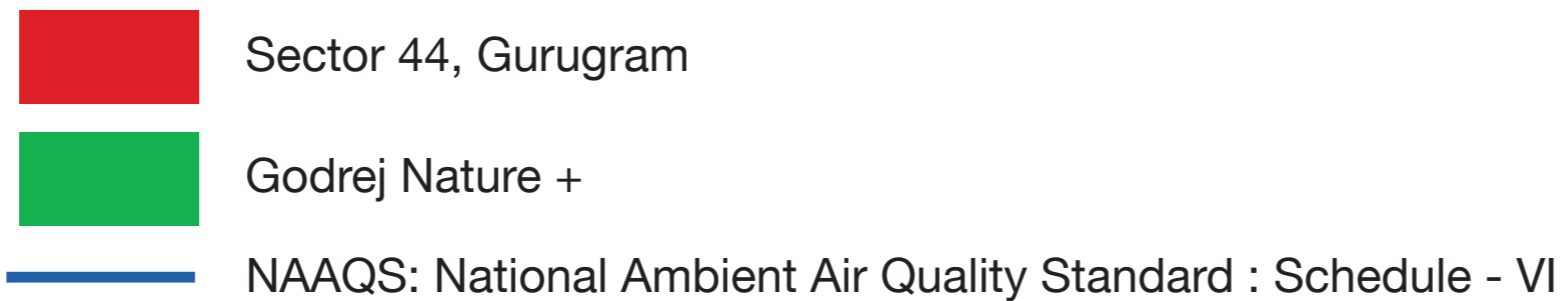 Sector 44, Gurugram
Godrej Nature +
NAAQS: National Ambient Air Quality Standard : Schedule - VI